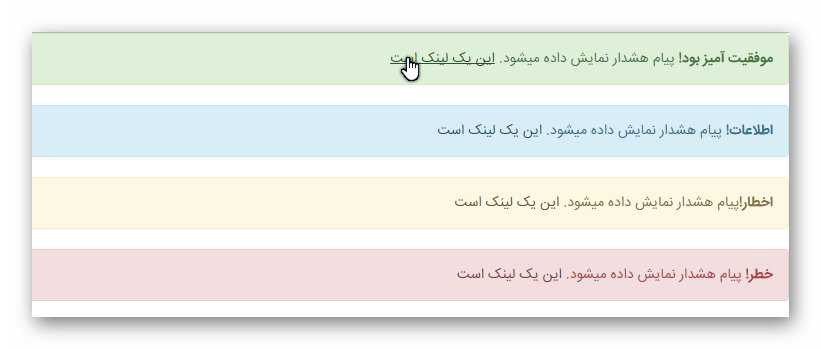 موفقیت آمیز بود! پیام هشدار نمایش داده میشود. این یک لینک است
اطلاعات! پیام هشدار نمایش داده میشود. این یک لینک است
اخطار!پیام هشدار نمایش داده میشود. این یک لینک است
خطر! پیام هشدار نمایش داده میشود. این یک لینک است